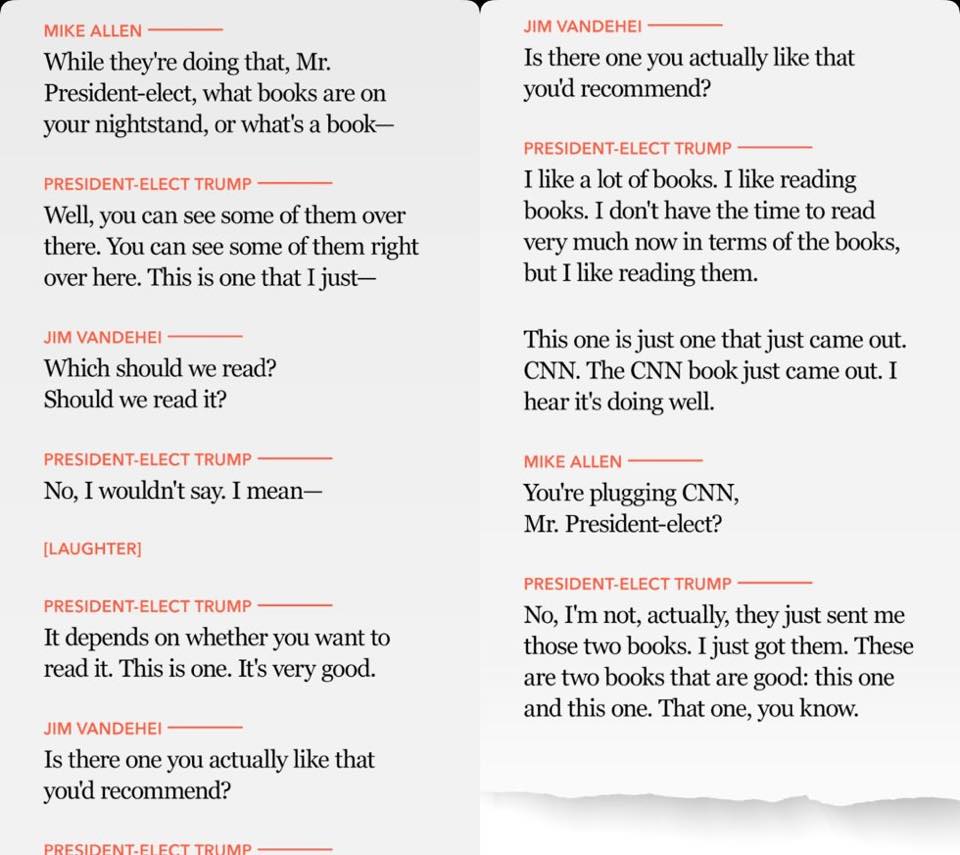 MIKE ALLEN
While they're doing that, Mr.
President-elect, what books are on
your nightstand, or what's a book—
PRESIDENT-ELECT TRUMP
Well, you can see some of them over
there. You can see some of them right
over here. This is one that I just—
JIM VANDEHEI
Which should we read?
Should we read it?
PRESIDENT-ELECT TRUMP
No, I wouldn't say. I mean—
[LAUGHTER]
PRESIDENT-ELECT TRUMP
It depends on whether you want to
read it. This is one. It's very good.
JIM VANDEHEI
Is there one you actually like that
you'd recommend?
PRESIDENT-ELECT TRUMP
JIM VANDEHEI
Is there one you actually like that
you'd recommend?
PRESIDENT-ELECT TRUMP
I like a lot of books. I like reading
books. I don't have the time to read
very much now in terms of the books,
but I like reading them.
This one is just one that just came out.
CNN. The CNN book just came out. I
hear it's doing well.
MIKE ALLEN
You're plugging CNN,
Mr. President-elect?
PRESIDENT-ELECT TRUMP
No, I'm not, actually, they just sent me
those two books. I just got them. These
are two books that are good: this one
and this one. That one, you know.